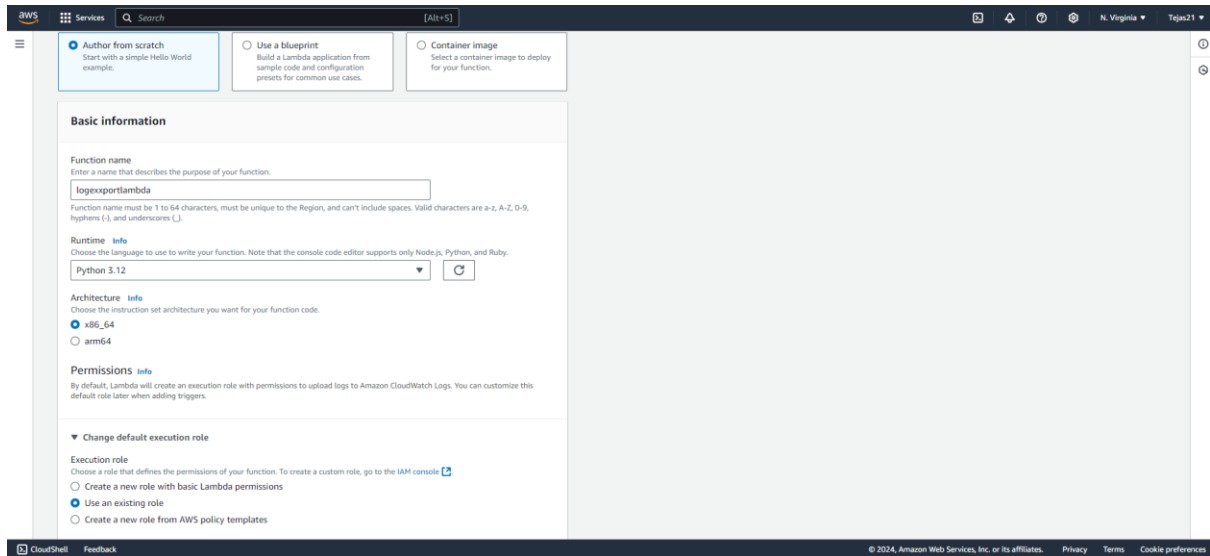 aws
Services
Search
[Alt+S]
N. Virginia
Tejas21
Author from scratch
Start with a simple Hello World
example.
Use a blueprint
Build a Lambda application from
sample code and configuration
presets for common use cases.
Container image
Select a container image to deploy
for your function.
Basic information
Function name
Enter a name that describes the purpose of your function.
logexxportlambda
Function name must be 1 to 64 characters, must be unique to the Region, and can't include spaces. Valid characters are a-z, A-Z, 0-9,
hyphens (-), and underscores (_).
Runtime Info
Choose the language to use to write your function. Note that the console code editor supports only Node.js, Python, and Ruby.
Python 3.12
Architecture Info
Choose the instruction set architecture you want for your function code.
x86_64
arm64
Permissions Info
By default, Lambda will create an execution role with permissions to upload logs to Amazon CloudWatch Logs. You can customize this
default role later when adding triggers.
Change default execution role
Execution role
Choose a role that defines the permissions of your function. To create a custom role, go to the IAM console
Create a new role with basic Lambda permissions
Use an existing role
Create a new role from AWS policy templates
CloudShell Feedback
© 2024, Amazon Web Services, Inc. or its affiliates. Privacy Terms Cookie preferences